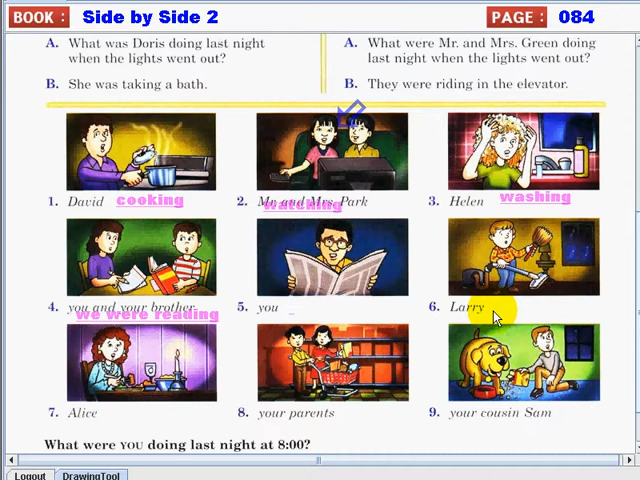 BOOK : Side by Side 2 PAGE : 084
A. What was Doris doing last night
when the lights went out?
B. She was taking a bath.
A. What were Mr. and Mrs. Green doing
last night when the lights went out?
B. They were riding in the elevator.
1. David cooking
2. Mr. and Mrs. Park
watching
3. Helen washing
4. you and your brother
we were reading
5. you
6. Larry
7. Alice
8. your parents
9. your cousin Sam
What were YOU doing last night at 8:00?
Logout DrawingTool